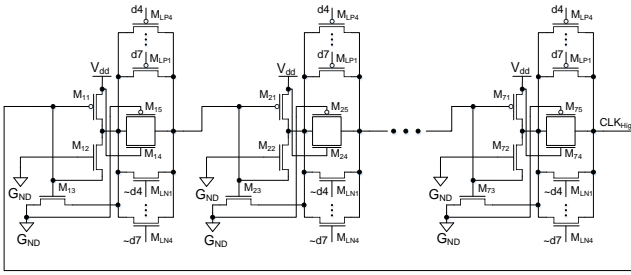 d4 d4 d4
M_LP4 M_LP4 M_LP4
d7 M_LP1 d7 M_LP1 d7 M_LP1
V_dd V_dd V_dd
M_11 M_15 M_21 M_25 M_71 M_75
CLK_Hig
M_12 M_14 M_22 M_24 M_72 M_74
G_ND M_13 G_ND M_23 G_ND M_73
~d4 M_LN1 ~d4 M_LN1 ~d4 M_LN1
G_ND G_ND G_ND
~d7 M_LN4 ~d7 M_LN4 ~d7 M_LN4